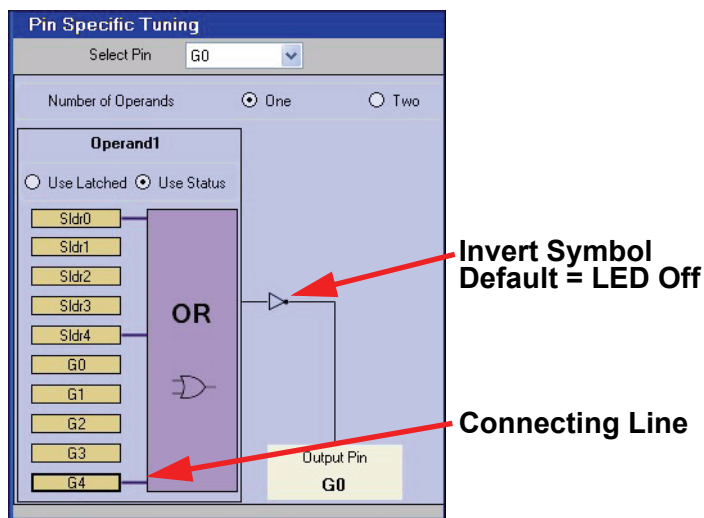 Pin Specific Tuning
Select Pin G0
Number of Operands One Two
Operand1
Use Latched Use Status
Sldr0
Sldr1
Sldr2
Sldr3
Sldr4
G0
G1
G2
G3
G4
OR
Output Pin
G0
Invert Symbol
Default = LED Off
Connecting Line